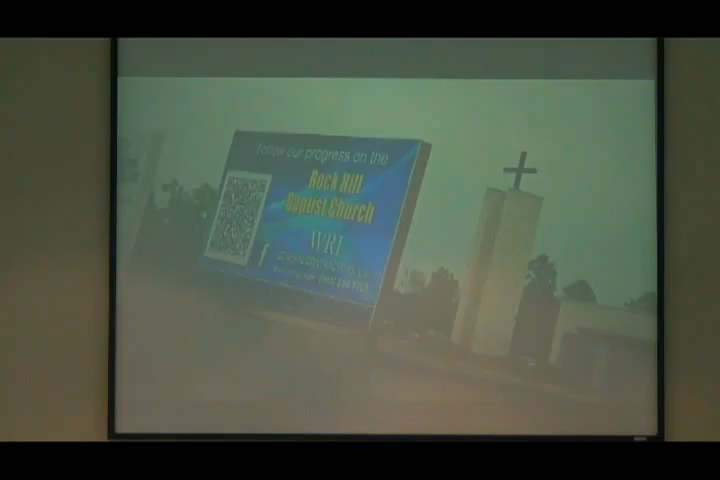 Follow our progress on the
Rock Hill
Baptist Church
WRI
f